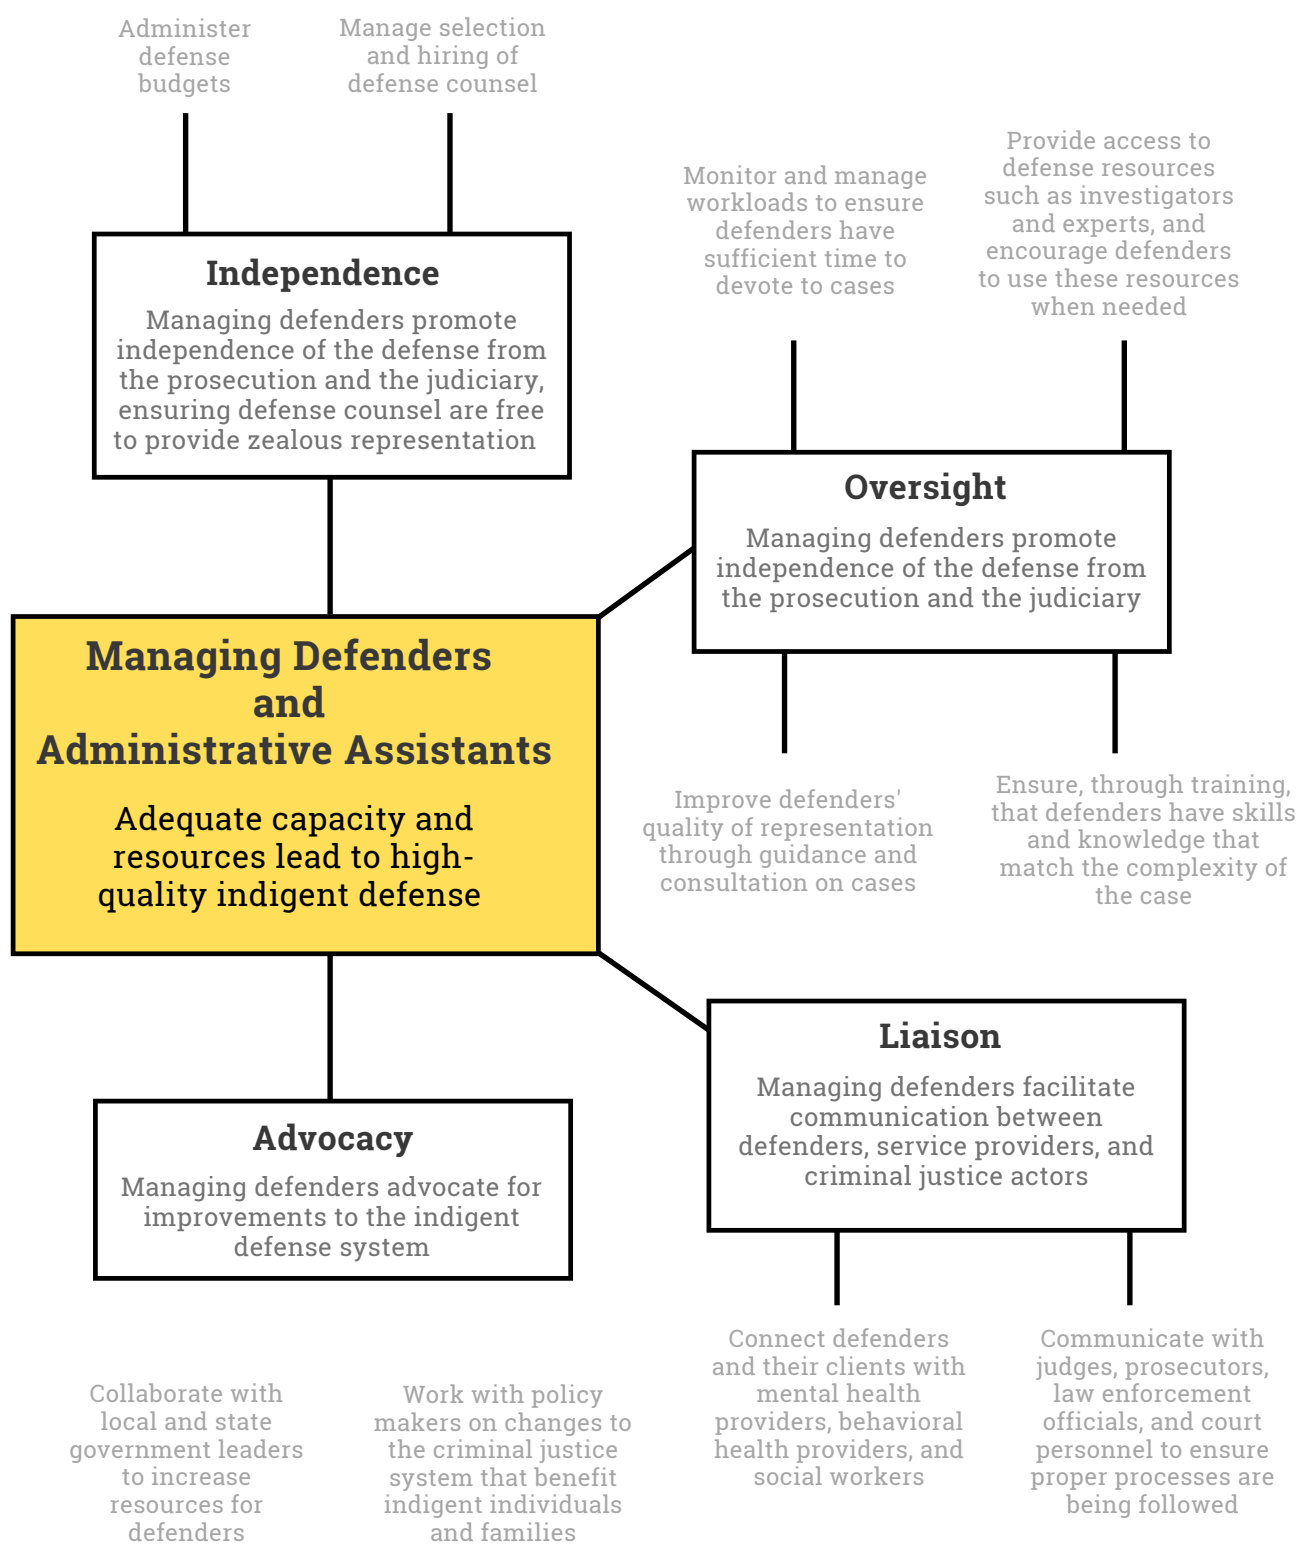 Administer
defense
budgets
Manage selection
and hiring of
defense counsel
Independence
Managing defenders promote
independence of the defense from
the prosecution and the judiciary,
ensuring defense counsel are free
to provide zealous representation
Monitor and manage
workloads to ensure
defenders have
sufficient time to
devote to cases
Provide access to
defense resources
such as investigators
and experts, and
encourage defenders
to use these resources
when needed
Oversight
Managing defenders promote
independence of the defense from
the prosecution and the judiciary
Managing Defenders
and
Administrative Assistants
Adequate capacity and
resources lead to high-
quality indigent defense
Improve defenders'
quality of representation
through guidance and
consultation on cases
Ensure, through training,
that defenders have skills
and knowledge that
match the complexity of
the case
Liaison
Managing defenders facilitate
communication between
defenders, service providers, and
criminal justice actors
Advocacy
Managing defenders advocate for
improvements to the indigent
defense system
Collaborate with
local and state
government leaders
to increase
resources for
defenders
Work with policy
makers on changes to
the criminal justice
system that benefit
indigent individuals
and families
Connect defenders
and their clients with
mental health
providers, behavioral
health providers, and
social workers
Communicate with
judges, prosecutors,
law enforcement
officials, and court
personnel to ensure
proper processes are
being followed